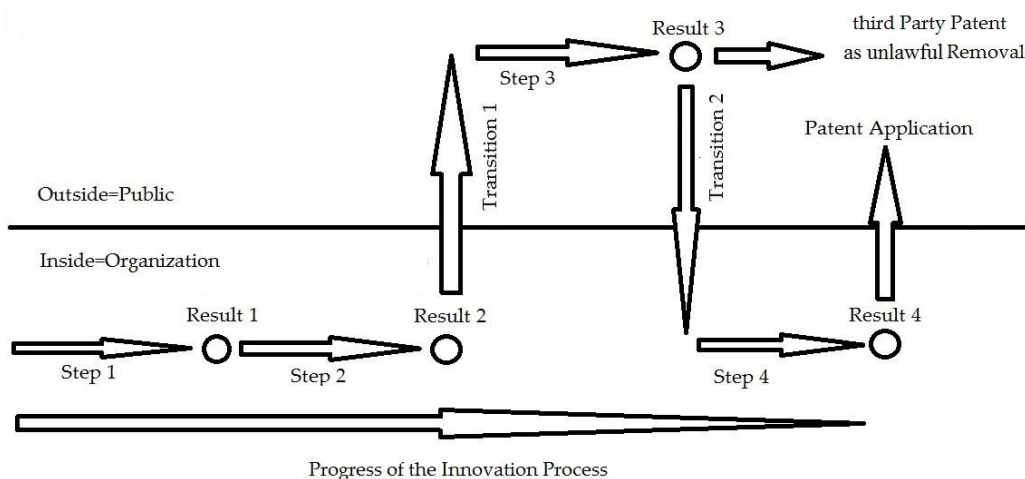 Result 3
third Party Patent
as unlawful Removal
Step 3
Transition 1
Transition 2
Patent Application
Outside=Public
Inside=Organization
Result 1
Result 2
Result 4
Step 1
Step 2
Step 4
Progress of the Innovation Process